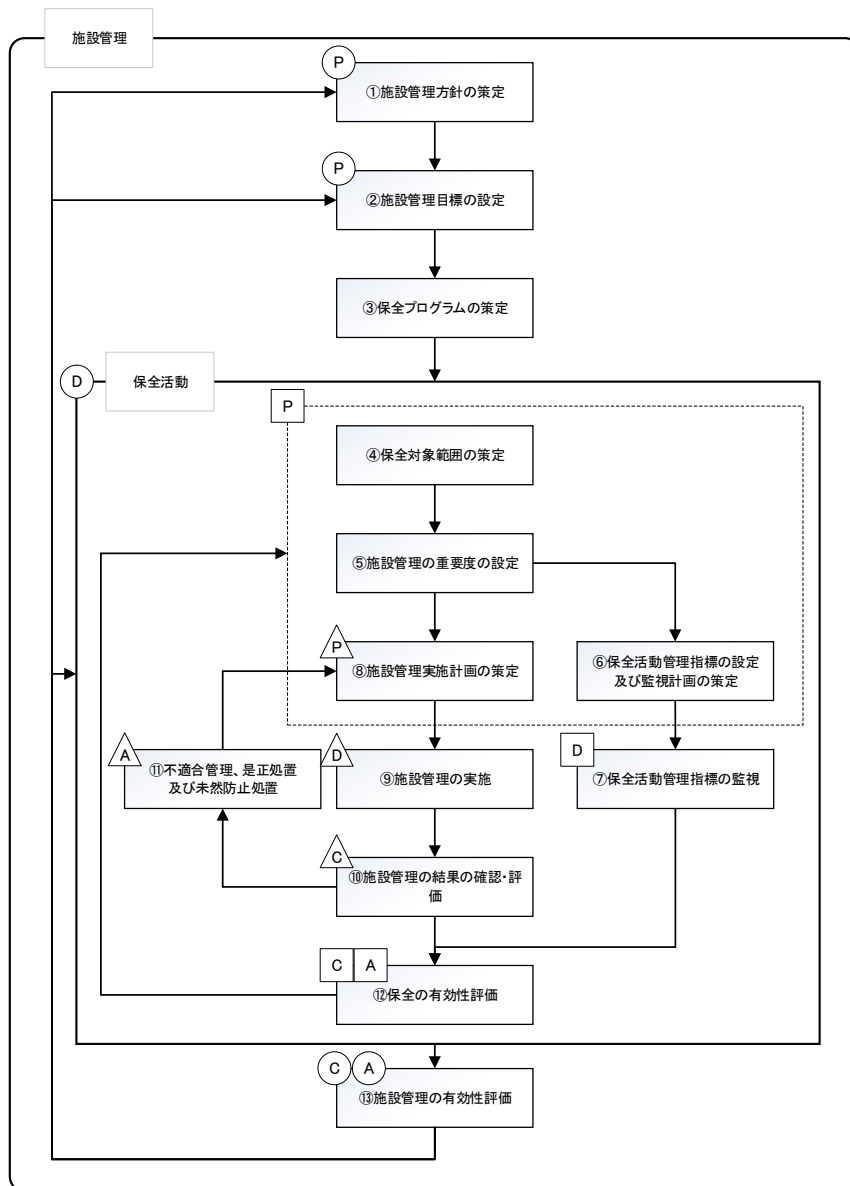 施設管理
P
①施設管理方針の策定
P
②施設管理目標の設定
③保全プログラムの策定
D
保全活動
P
④保全対象範囲の策定
⑤施設管理の重要度の設定
P
⑧施設管理実施計画の策定
⑥保全活動管理指標の設定
及び監視計画の策定
A
⑪不適合管理、是正処置
及び未然防止処置
D
⑨施設管理の実施
D
⑦保全活動管理指標の監視
C
⑩施設管理の結果の確認・評
価
C A
⑫保全の有効性評価
C A
⑬施設管理の有効性評価